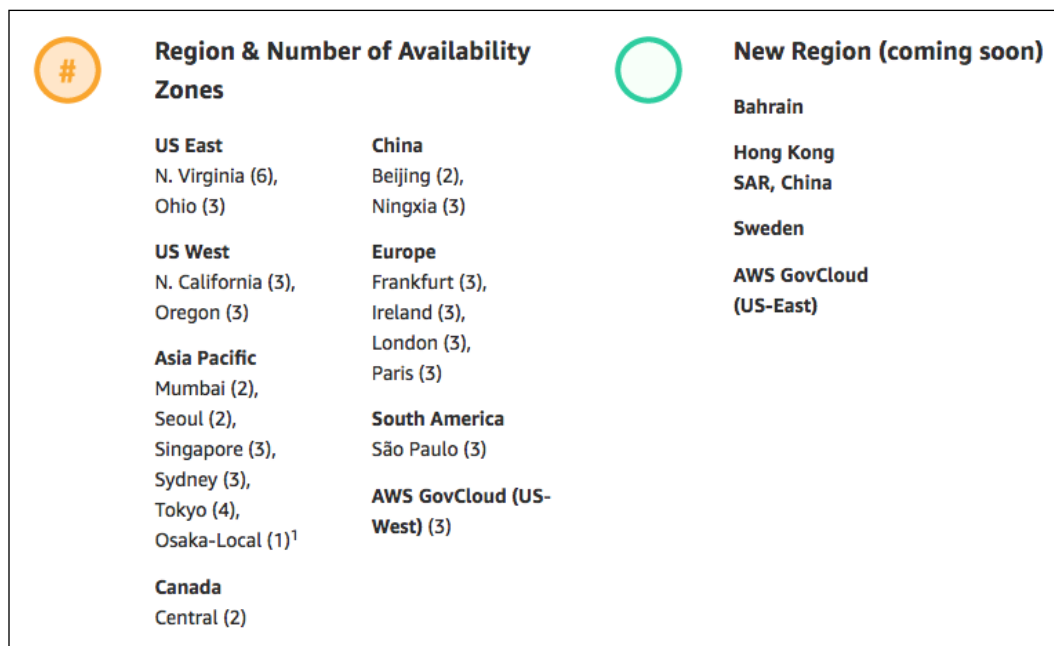 #
Region & Number of Availability
Zones
US East
N. Virginia (6),
Ohio (3)
US West
N. California (3),
Oregon (3)
Asia Pacific
Mumbai (2),
Seoul (2),
Singapore (3),
Sydney (3),
Tokyo (4),
Osaka-Local (1)¹
Canada
Central (2)
China
Beijing (2),
Ningxia (3)
Europe
Frankfurt (3),
Ireland (3),
London (3),
Paris (3)
South America
São Paulo (3)
AWS GovCloud (US-
West) (3)
New Region (coming soon)
Bahrain
Hong Kong
SAR, China
Sweden
AWS GovCloud
(US-East)